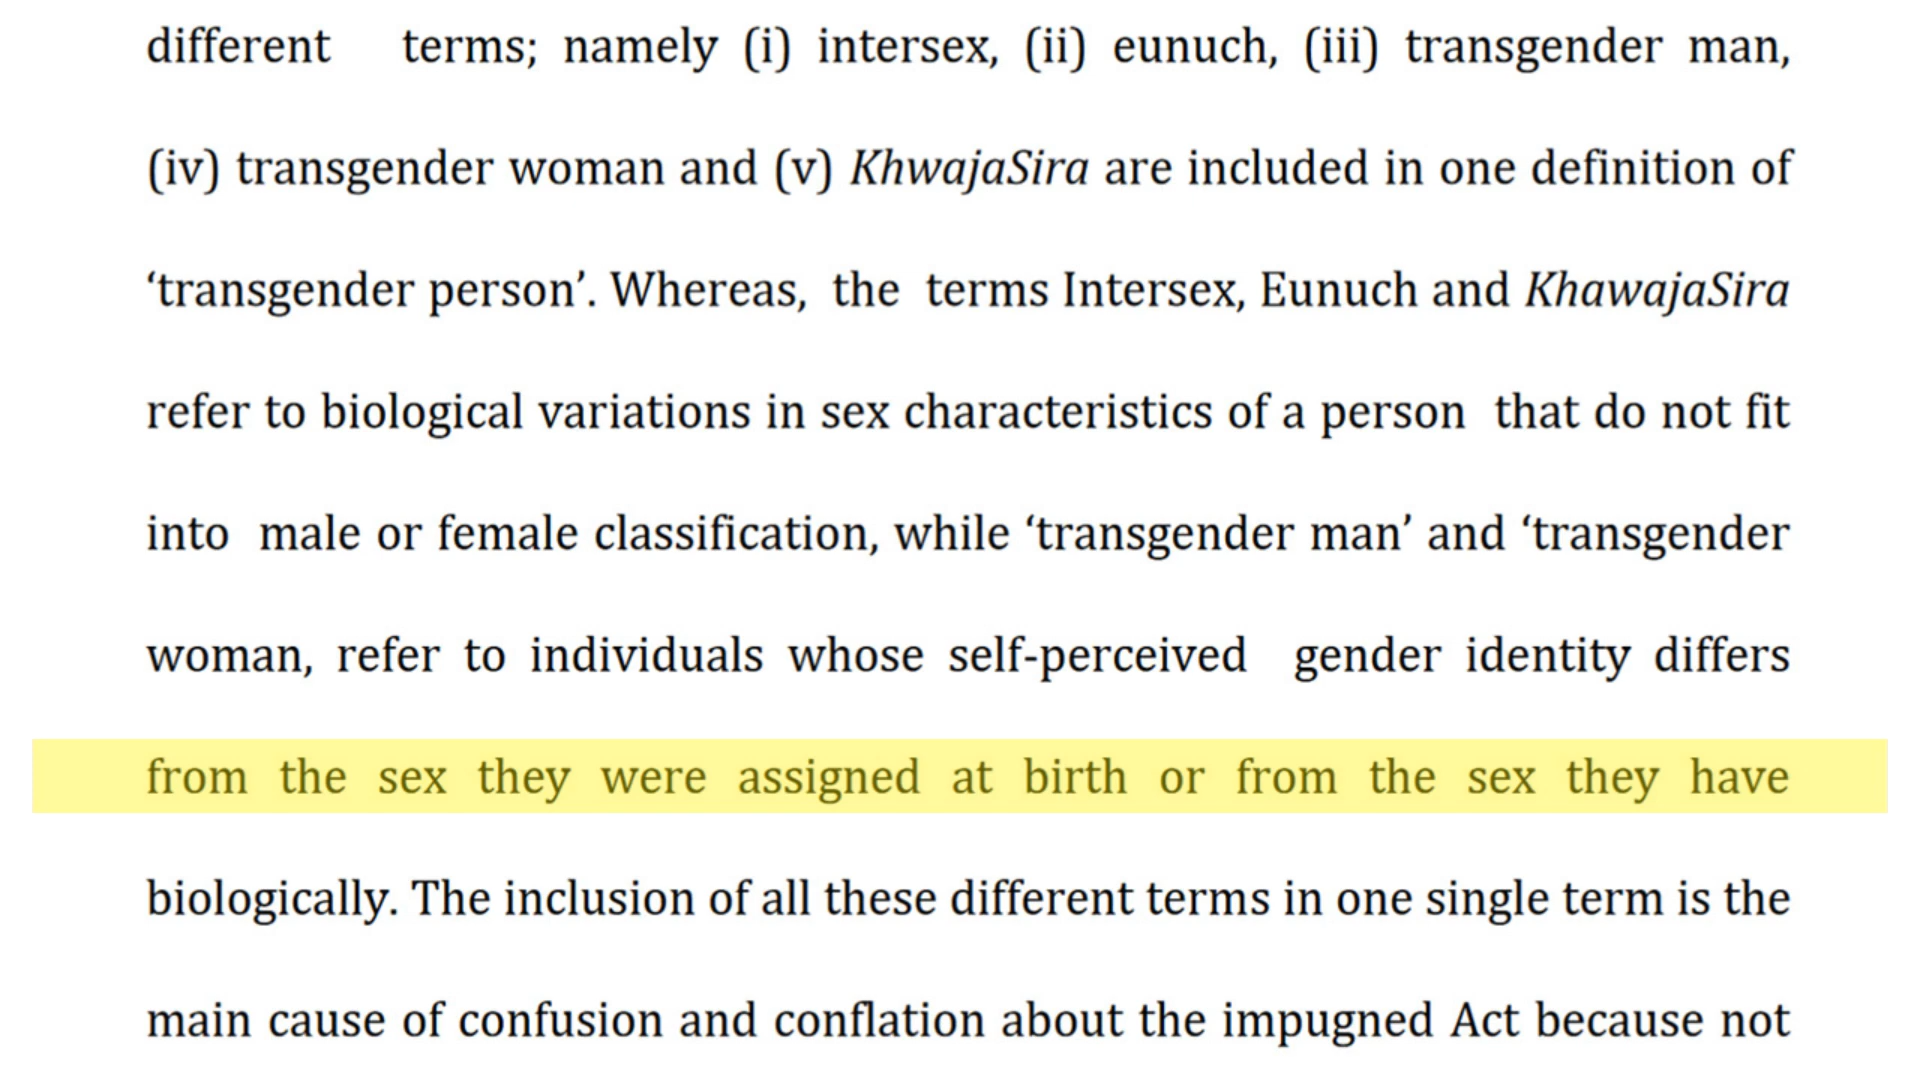 different terms; namely (i) intersex, (ii) eunuch, (iii) transgender man,
(iv) transgender woman and (v) KhwajaSira are included in one definition of
‘transgender person’. Whereas, the terms Intersex, Eunuch and KhawajaSira
refer to biological variations in sex characteristics of a person that do not fit
into male or female classification, while ‘transgender man’ and ‘transgender
woman, refer to individuals whose self-perceived gender identity differs
from the sex they were assigned at birth or from the sex they have
biologically. The inclusion of all these different terms in one single term is the
main cause of confusion and conflation about the impugned Act because not